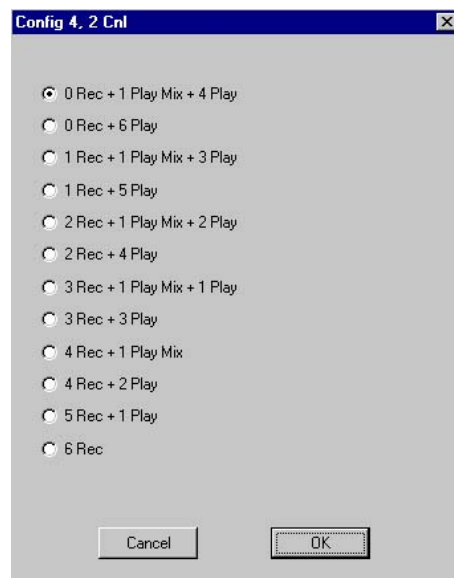 Config 4, 2 Cnl
0 Rec + 1 Play Mix + 4 Play
0 Rec + 6 Play
1 Rec + 1 Play Mix + 3 Play
1 Rec + 5 Play
2 Rec + 1 Play Mix + 2 Play
2 Rec + 4 Play
3 Rec + 1 Play Mix + 1 Play
3 Rec + 3 Play
4 Rec + 1 Play Mix
4 Rec + 2 Play
5 Rec + 1 Play
6 Rec
Cancel OK